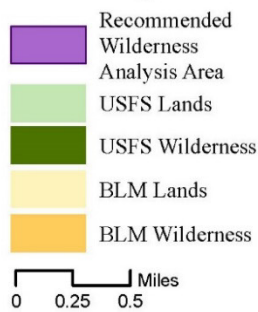 Recommended
Wilderness
Analysis Area
USFS Lands
USFS Wilderness
BLM Lands
BLM Wilderness
Miles
0 0.25 0.5